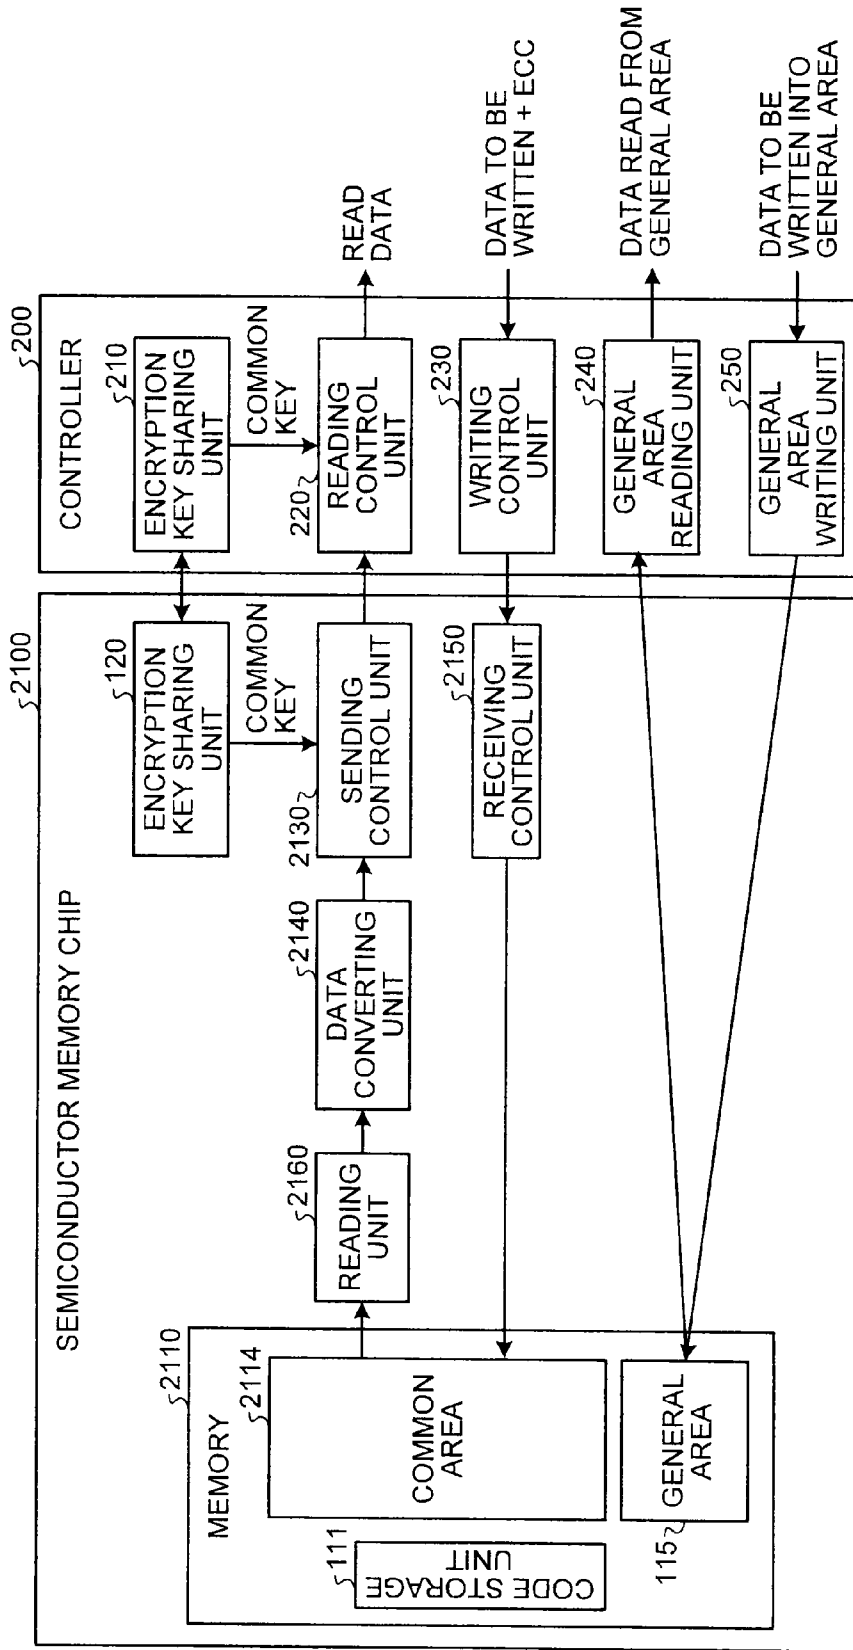 2100
SEMICONDUCTOR MEMORY CHIP
2110
MEMORY
2114
COMMON
AREA
111
CODE STORAGE
UNIT
115
GENERAL
AREA
2160
READING
UNIT
2140
DATA
CONVERTING
UNIT
120
ENCRYPTION
KEY SHARING
UNIT
COMMON
KEY
2130
SENDING
CONTROL UNIT
2150
RECEIVING
CONTROL UNIT
200
CONTROLLER
210
ENCRYPTION
KEY SHARING
UNIT
COMMON
KEY
220
READING
CONTROL
UNIT
230
WRITING
CONTROL
UNIT
240
GENERAL
AREA
READING UNIT
250
GENERAL
AREA
WRITING UNIT
READ
DATA
DATA TO BE
WRITTEN + ECC
DATA READ FROM
GENERAL AREA
DATA TO BE
WRITTEN INTO
GENERAL AREA